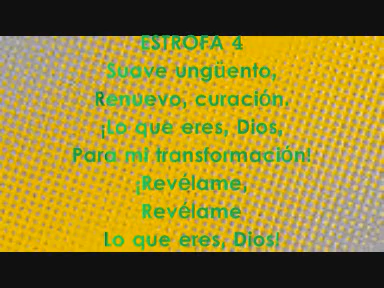 ESTROFA 4
Suave ungüento,
Renuevo, curación.
¡Lo que eres, Dios,
Para mi transformación!
¡Revélame,
Revélame
Lo que eres, Dios!